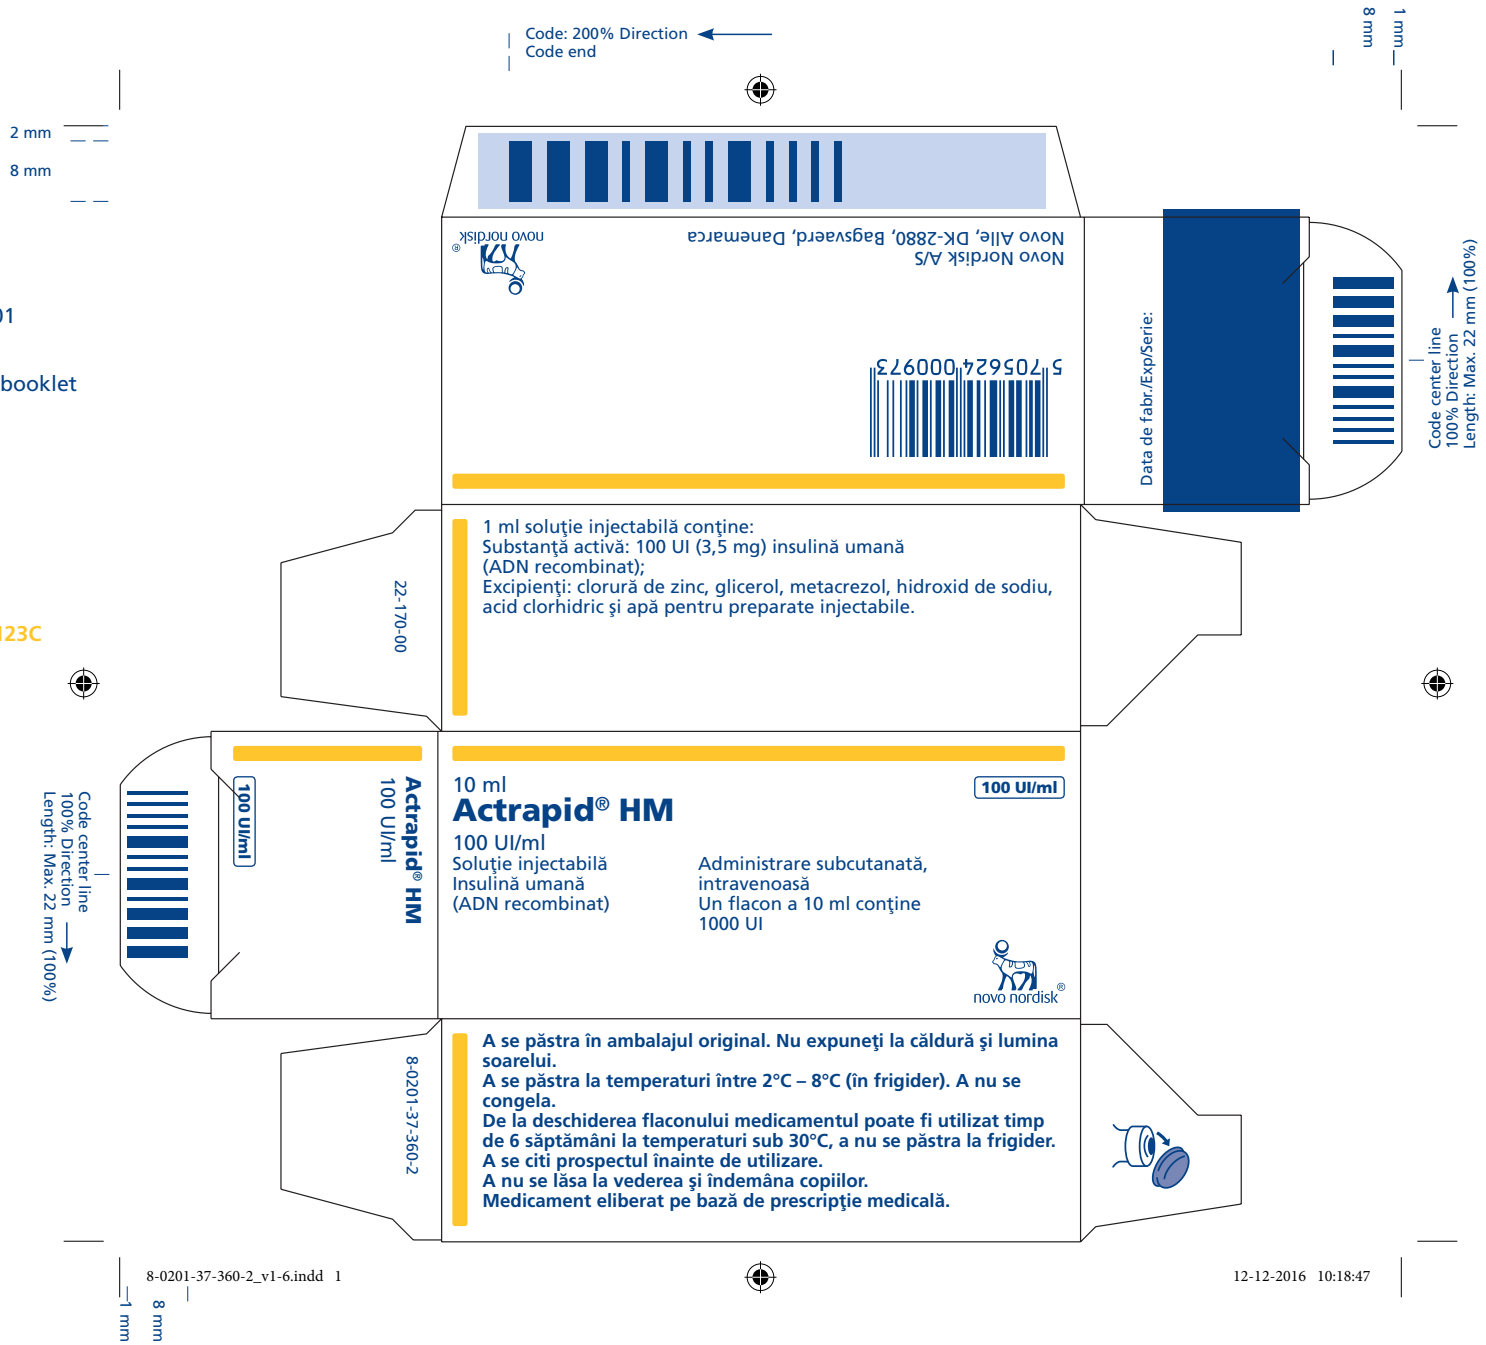 Code: 200% Direction
Code end
8 mm
1 mm
2 mm
8 mm
novo nordisk®
Novo Nordisk A/S
Novo Alle, DK-2880, Bagsvaerd, Danemarca
5 705624 000973
Data de fabr./Exp/Serie:
Code center line
100% Direction
Length: Max. 22 mm (100%)
01
booklet
123C
22-170-00
1 ml soluţie injectabilă conţine:
Substanţă activă: 100 UI (3,5 mg) insulină umană
(ADN recombinat);
Excipienţi: clorură de zinc, glicerol, metacrezol, hidroxid de sodiu,
acid clorhidric şi apă pentru preparate injectabile.
Code center line
100% Direction
Length: Max. 22 mm (100%)
100 UI/ml
Actrapid® HM
100 UI/ml
10 ml
Actrapid® HM
100 UI/ml
Soluţie injectabilă
Insulină umană
(ADN recombinat)
100 UI/ml
Administrare subcutanată,
intravenoasă
Un flacon a 10 ml conţine
1000 UI
novo nordisk®
8-0201-37-360-2
A se păstra în ambalajul original. Nu expuneţi la căldură şi lumina
soarelui.
A se păstra la temperaturi între 2°C – 8°C (în frigider). A nu se
congela.
De la deschiderea flaconului medicamentul poate fi utilizat timp
de 6 săptămâni la temperaturi sub 30°C, a nu se păstra la frigider.
A se citi prospectul înainte de utilizare.
A nu se lăsa la vederea şi îndemâna copiilor.
Medicament eliberat pe bază de prescripţie medicală.
8-0201-37-360-2_v1-6.indd 1
12-12-2016 10:18:47
1 mm
8 mm